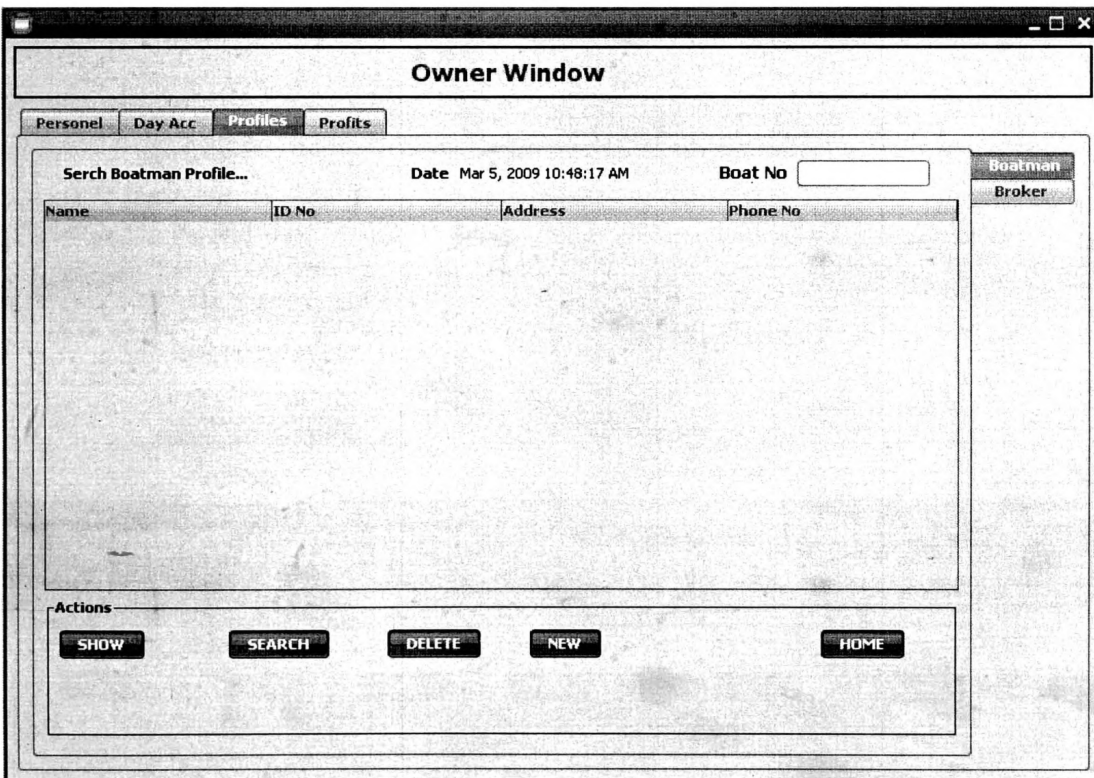 Owner Window
Personel Day Acc Profiles Profits
Serch Boatman Profile... Date Mar 5, 2009 10:48:17 AM Boat No
Boatman
Broker
Name ID No Address Phone No
Actions
SHOW SEARCH DELETE NEW HOME